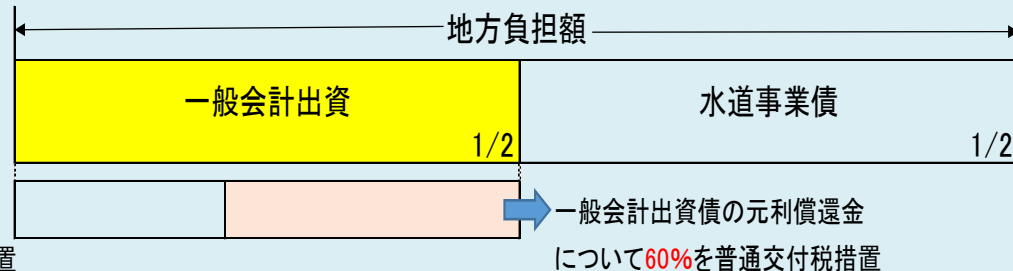 地方負担額
一般会計出資
1/2
水道事業債
1/2
一般会計出資債の元利償還金
置
について60%を普通交付税措置